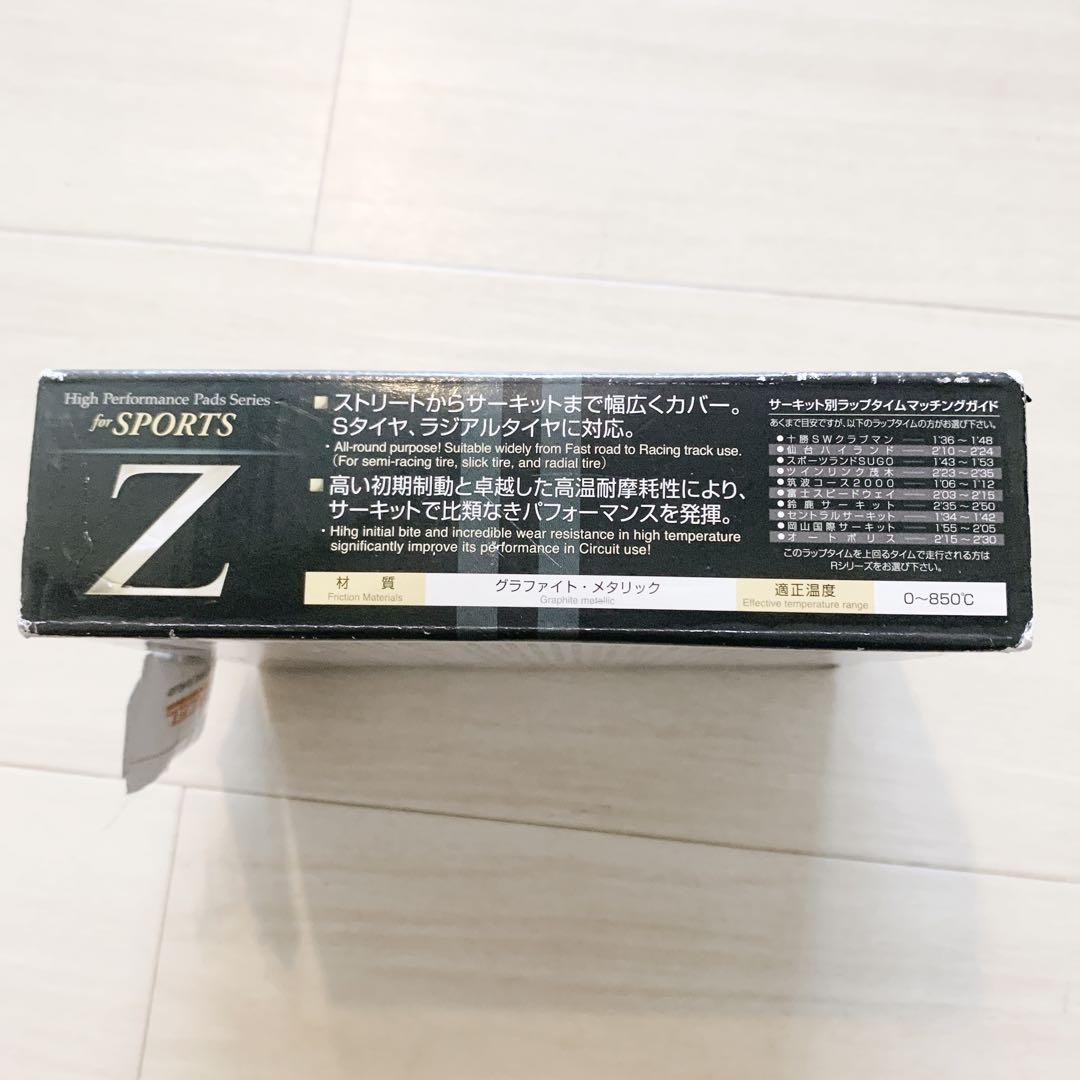 High Performance Pads Series
for SPORTS
Z
■ ストリートからサーキットまで幅広くカバー。
Sタイヤ、ラジアルタイヤに対応。
・All-round purpose! Suitable widely from Fast road to Racing track use.
(For semi-racing tire, slick tire, and radial tire)
■ 高い初期制動と卓越した高温耐摩耗性により、
サーキットで比類なきパフォーマンスを発揮。
・Hihg initial bite and incredible wear resistance in high temperature
significantly improve its performance in Circuit use!
材 質
Friction Materials
グラファイト・メタリック
Graphite metallic
適正温度
Effective temperature range
0～850℃
サーキット別ラップタイムマッチングガイド
あくまで目安ですが、以下のラップタイムの方がお選び下さい。
●十勝SWクラブマン 1'36～1'48
●仙台ハイランド 2'10～2'24
●スポーツランドSUGO 1'43～1'53
●ツインリンク茂木 2'23～2'35
●筑波コース2000 1'06～1'12
●富士スピードウェイ 2'03～2'15
●鈴鹿サーキット 2'35～2'50
●セントラルサーキット 1'34～1'42
●岡山国際サーキット 1'55～2'05
●オートポリス 2'15～2'30
このラップタイムを上回るタイムで走行される方は
Rシリーズをお選び下さい。